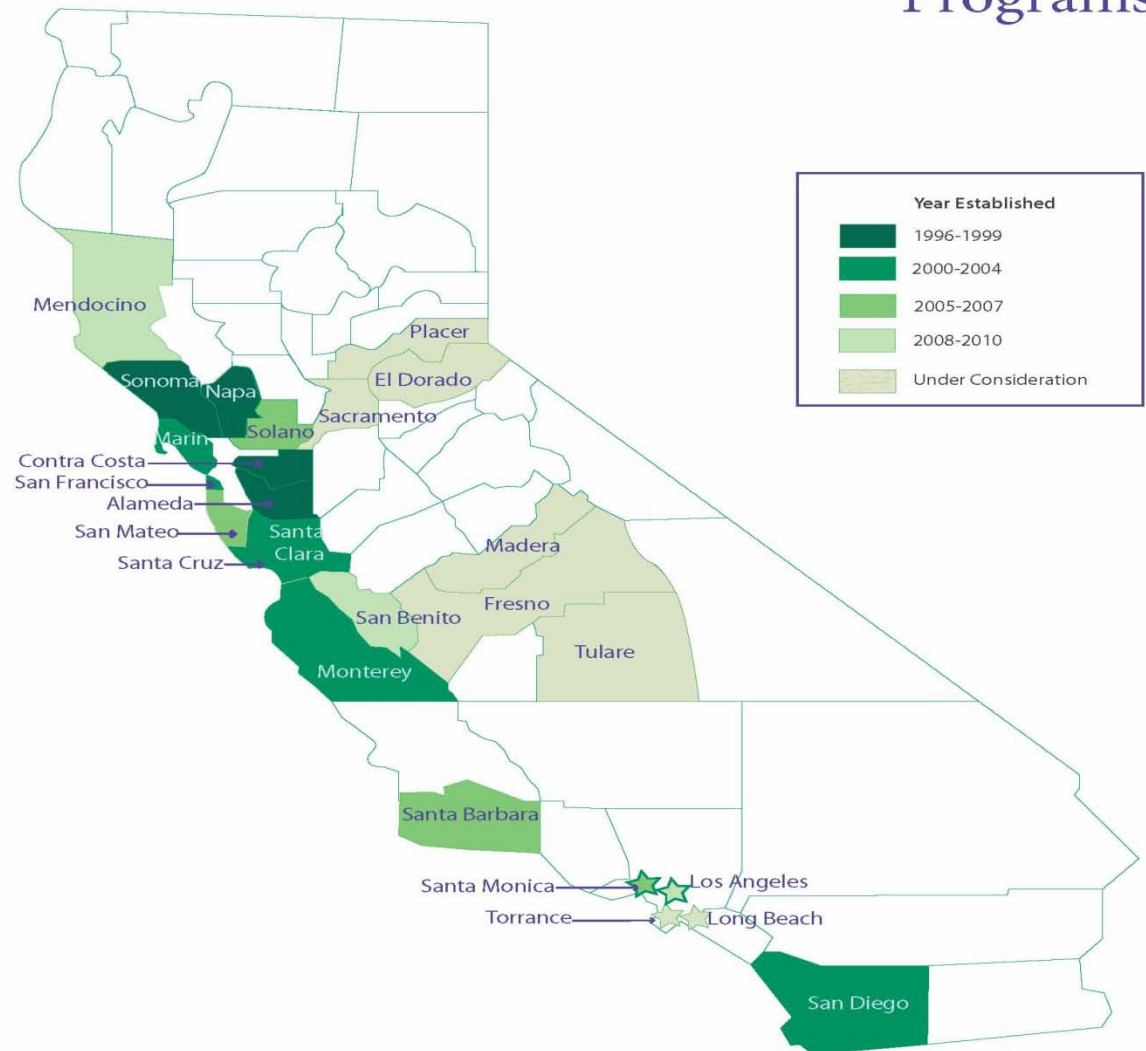 Programs
Year Established
1996-1999
2000-2004
2005-2007
2008-2010
Under Consideration
Mendocino
Placer
El Dorado
Sonoma
Napa
Sacramento
Solano
Marin
Contra Costa
San Francisco
Alameda
San Mateo
Santa
Clara
Santa Cruz
Madera
Fresno
San Benito
Tulare
Monterey
Santa Barbara
Santa Monica
Los Angeles
Torrance
Long Beach
San Diego